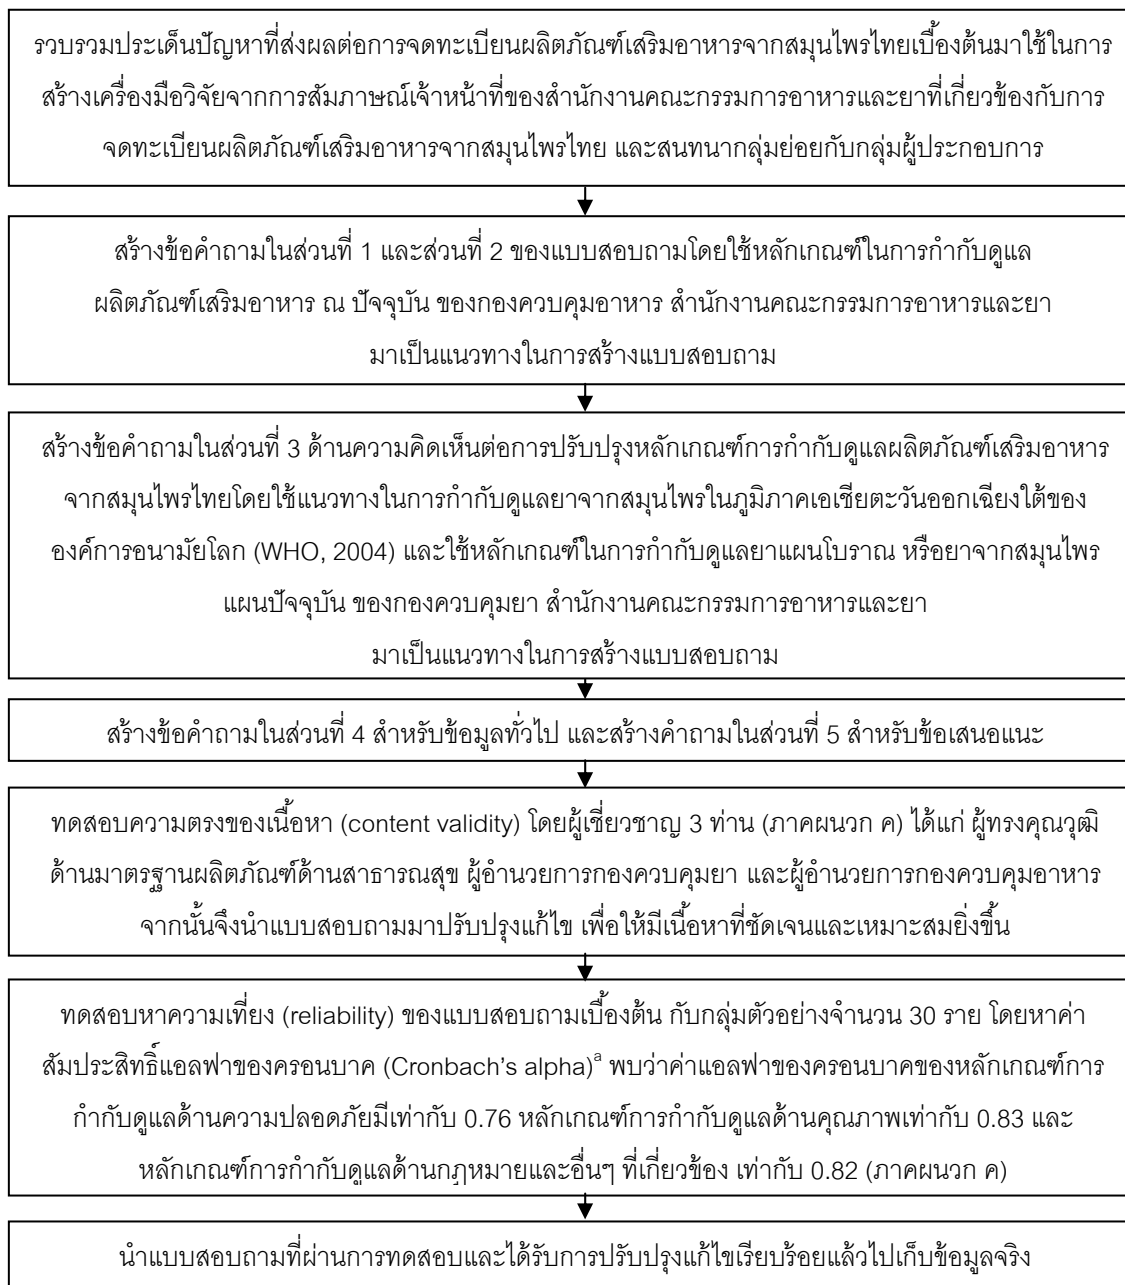 รวบรวมประเด็นปัญหาที่ส่งผลต่อการจดทะเบียนผลิตภัณฑ์เสริมอาหารจากสมุนไพรไทยเบื้องต้นมาใช้ในการ
สร้างเครื่องมือวิจัยจากการสัมภาษณ์เจ้าหน้าที่ของสำนักงานคณะกรรมการอาหารและยาที่เกี่ยวข้องกับการ
จดทะเบียนผลิตภัณฑ์เสริมอาหารจากสมุนไพรไทย และสนทนากลุ่มย่อยกับกลุ่มผู้ประกอบการ
สร้างข้อคำถามในส่วนที่ 1 และส่วนที่ 2 ของแบบสอบถามโดยใช้หลักเกณฑ์ในการกำกับดูแล
ผลิตภัณฑ์เสริมอาหาร ณ ปัจจุบัน ของกองควบคุมอาหาร สำนักงานคณะกรรมการอาหารและยา
มาเป็นแนวทางในการสร้างแบบสอบถาม
สร้างข้อคำถามในส่วนที่ 3 ด้านความคิดเห็นต่อการปรับปรุงหลักเกณฑ์การกำกับดูแลผลิตภัณฑ์เสริมอาหาร
จากสมุนไพรไทยโดยใช้แนวทางในการกำกับดูแลยาจากสมุนไพรในภูมิภาคเอเชียตะวันออกเฉียงใต้ของ
องค์การอนามัยโลก (WHO, 2004) และใช้หลักเกณฑ์ในการกำกับดูแลยาแผนโบราณ หรือยาจากสมุนไพร
แผนปัจจุบัน ของกองควบคุมยา สำนักงานคณะกรรมการอาหารและยา
มาเป็นแนวทางในการสร้างแบบสอบถาม
สร้างข้อคำถามในส่วนที่ 4 สำหรับข้อมูลทั่วไป และสร้างคำถามในส่วนที่ 5 สำหรับข้อเสนอแนะ
ทดสอบความตรงของเนื้อหา (content validity) โดยผู้เชี่ยวชาญ 3 ท่าน (ภาคผนวก ค) ได้แก่ ผู้ทรงคุณวุฒิ
ด้านมาตรฐานผลิตภัณฑ์ด้านสาธารณสุข ผู้อำนวยการกองควบคุมยา และผู้อำนวยการกองควบคุมอาหาร
จากนั้นจึงนำแบบสอบถามมาปรับปรุงแก้ไข เพื่อให้มีเนื้อหาที่ชัดเจนและเหมาะสมยิ่งขึ้น
ทดสอบหาความเที่ยง (reliability) ของแบบสอบถามเบื้องต้น กับกลุ่มตัวอย่างจำนวน 30 ราย โดยหาค่า
สัมประสิทธิ์แอลฟาของครอนบาค (Cronbach's alpha)ᵃ พบว่าค่าแอลฟาของครอนบาคของหลักเกณฑ์การ
กำกับดูแลด้านความปลอดภัยมีเท่ากับ 0.76 หลักเกณฑ์การกำกับดูแลด้านคุณภาพเท่ากับ 0.83 และ
หลักเกณฑ์การกำกับดูแลด้านกฎหมายและอื่นๆ ที่เกี่ยวข้อง เท่ากับ 0.82 (ภาคผนวก ค)
นำแบบสอบถามที่ผ่านการทดสอบและได้รับการปรับปรุงแก้ไขเรียบร้อยแล้วไปเก็บข้อมูลจริง